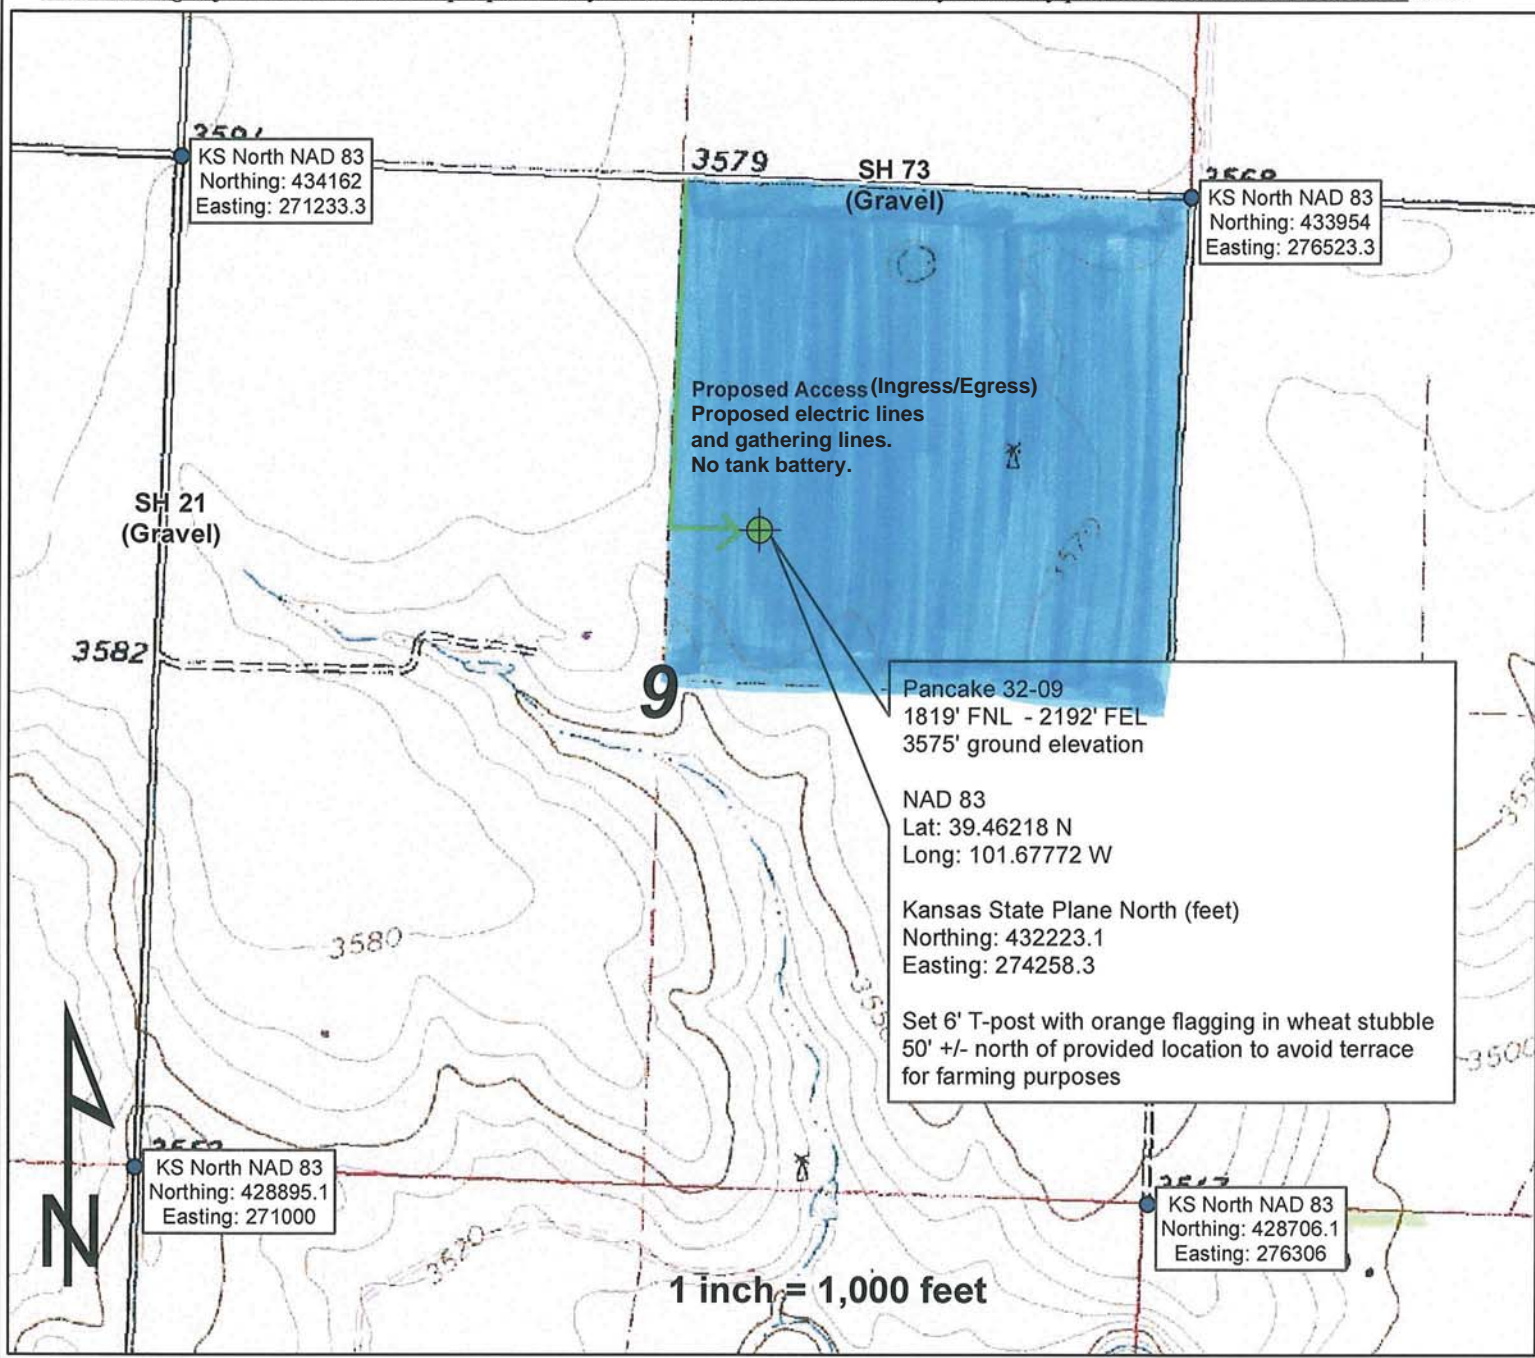 KS North NAD 83
Northing: 434162
Easting: 271233.3
3579
SH 73
(Gravel)
3568
KS North NAD 83
Northing: 433954
Easting: 276523.3
Proposed Access (Ingress/Egress)
Proposed electric lines
and gathering lines.
No tank battery.
SH 21
(Gravel)
3570
3582
9
Pancake 32-09
1819' FNL - 2192' FEL
3575' ground elevation
NAD 83
Lat: 39.46218 N
Long: 101.67772 W
Kansas State Plane North (feet)
Northing: 432223.1
Easting: 274258.3
Set 6' T-post with orange flagging in wheat stubble
50' +/- north of provided location to avoid terrace
for farming purposes
3580
3500
N
KS North NAD 83
Northing: 428895.1
Easting: 271000
KS North NAD 83
Northing: 428706.1
Easting: 276306
3520
1 inch = 1,000 feet